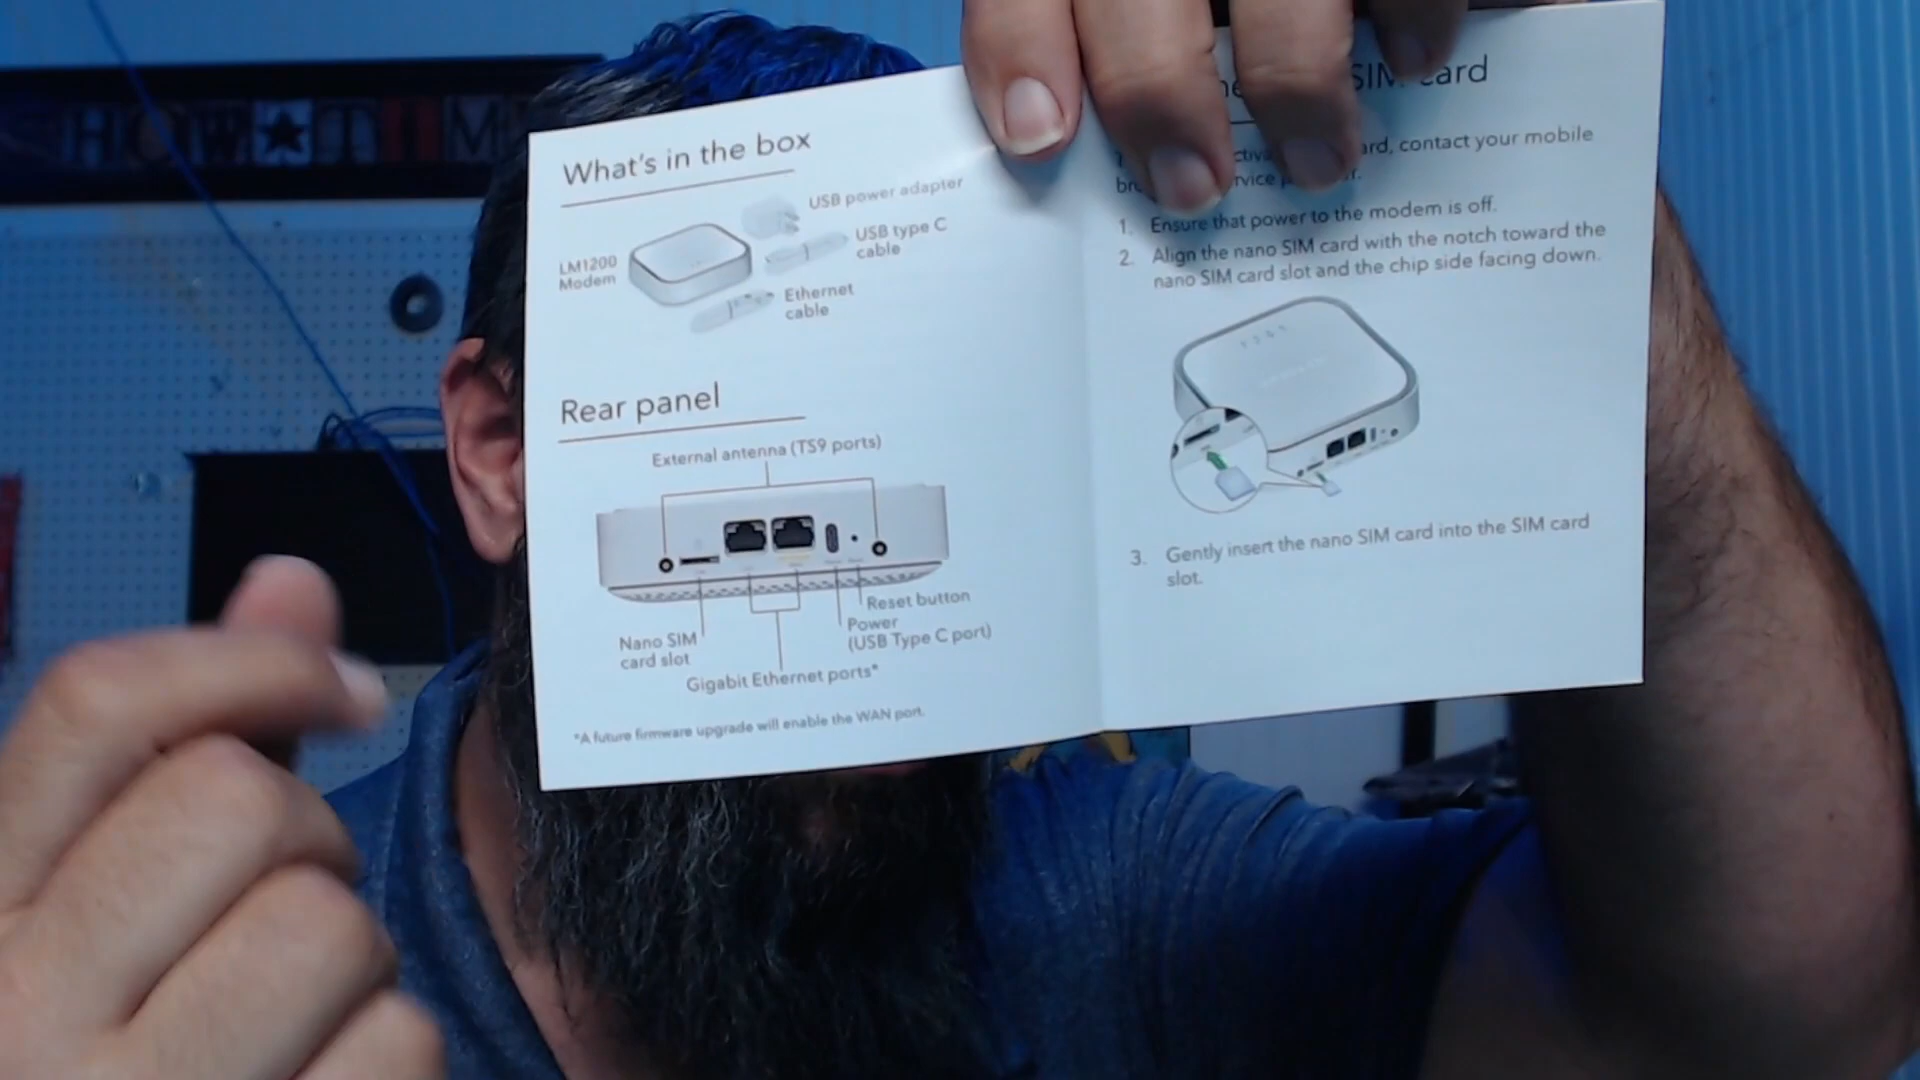 What's in the box
USB power adapter
USB type C
cable
LM1200
Modem
Ethernet
cable
Rear panel
External antenna (TS9 ports)
Reset button
Power
(USB Type C port)
Nano SIM
card slot
Gigabit Ethernet ports*
*A future firmware upgrade will enable the WAN port.
SIM card
contact your mobile
1. Ensure that power to the modem is off.
2. Align the nano SIM card with the notch toward the
nano SIM card slot and the chip side facing down.
3. Gently insert the nano SIM card into the SIM card
slot.